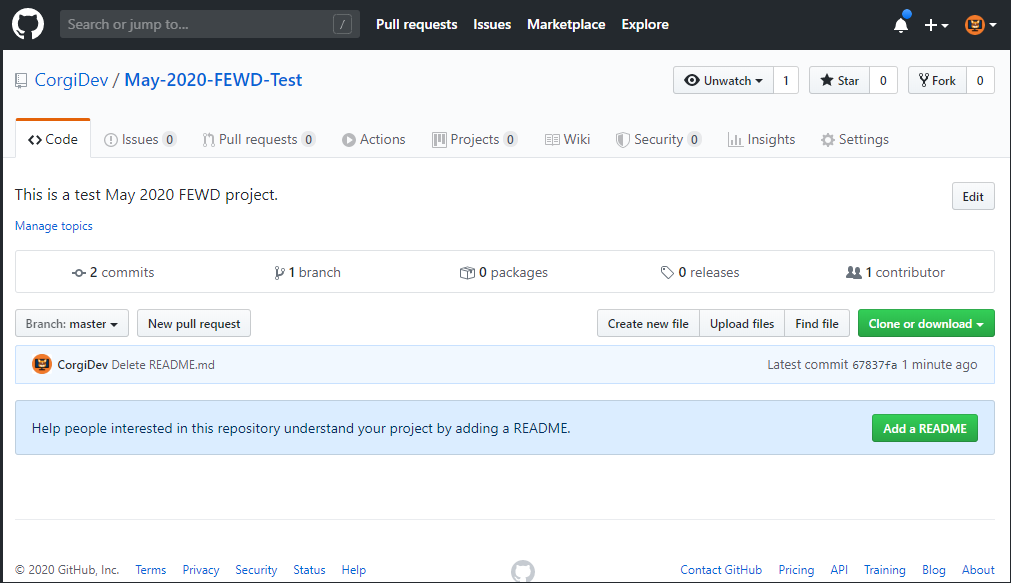 Search or jump to... / Pull requests Issues Marketplace Explore
CorgiDev / May-2020-FEWD-Test Unwatch 1 Star 0 Fork 0
Code Issues 0 Pull requests 0 Actions Projects 0 Wiki Security 0 Insights Settings
This is a test May 2020 FEWD project. Edit
Manage topics
2 commits 1 branch 0 packages 0 releases 1 contributor
Branch: master New pull request Create new file Upload files Find file Clone or download
CorgiDev Delete README.md Latest commit 67837fa 1 minute ago
Help people interested in this repository understand your project by adding a README. Add a README
© 2020 GitHub, Inc. Terms Privacy Security Status Help Contact GitHub Pricing API Training Blog About